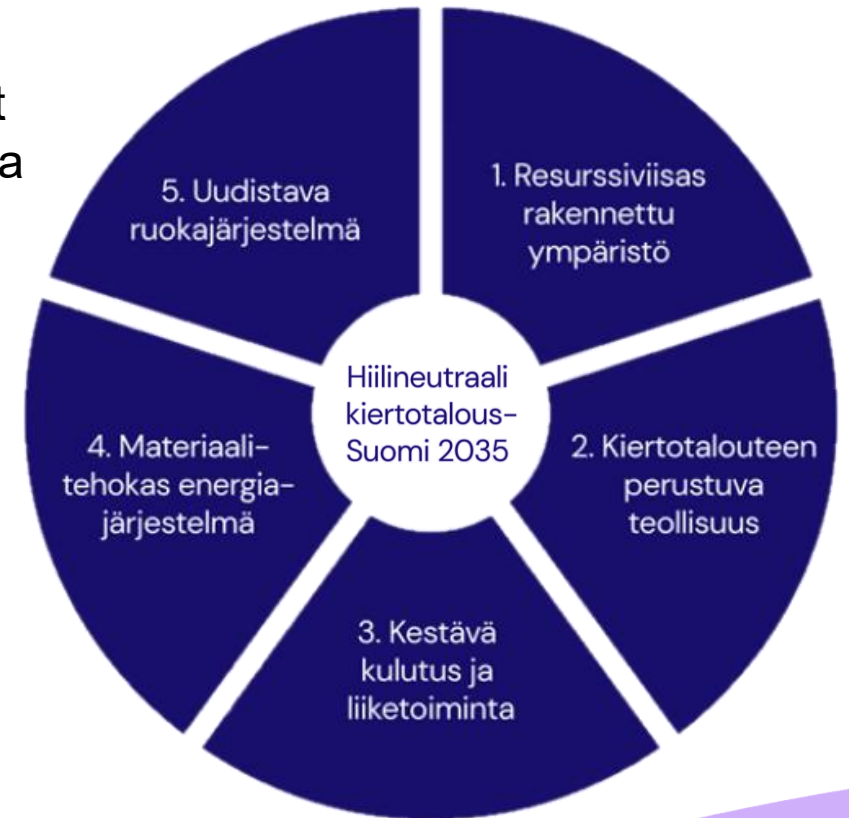 t
a
1. Resurssiviisas
rakennettu
ympäristö
2. Kiertotalouteen
perustuva
teollisuus
3. Kestävä
kulutus ja
liiketoiminta
4. Materiaali-
tehokas energia-
järjestelmä
5. Uudistava
ruokajärjestelmä
Hiilineutraali
kiertotalous-
Suomi 2035